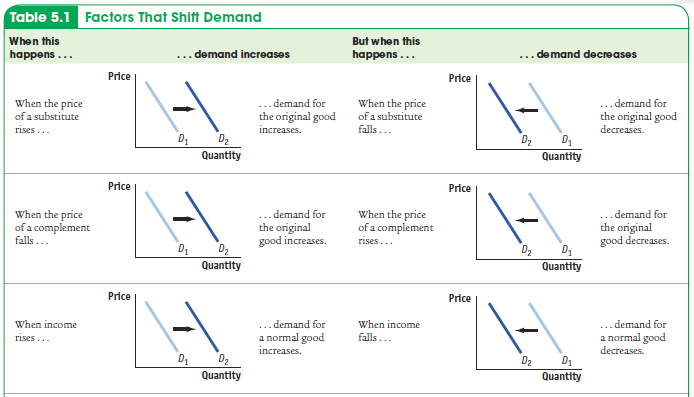 Table 5.1 Factors That Shift Demand
When this
happens . . .
. . . demand increases
But when this
happens . . .
. . . demand decreases
When the price
of a substitute
rises . . .
Price
D1
D2
Quantity
. . . demand for
the original good
increases.
When the price
of a substitute
falls . . .
Price
D2
D1
Quantity
. . . demand for
the original good
decreases.
When the price
of a complement
falls . . .
Price
D1
D2
Quantity
. . . demand for
the original
good increases.
When the price
of a complement
rises . . .
Price
D2
D1
Quantity
. . . demand for
the original
good decreases.
When income
rises . . .
Price
D1
D2
Quantity
. . . demand for
a normal good
increases.
When income
falls . . .
Price
D2
D1
Quantity
. . . demand for
a normal good
decreases.